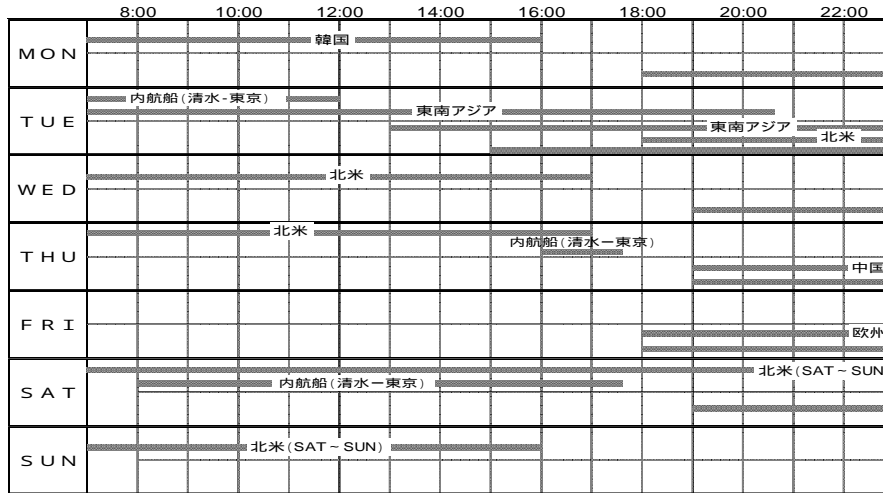 8:00 10:00 12:00 14:00 16:00 18:00 20:00 22:00
MON
韓国
TUE
内航船(清水-東京)
東南アジア
東南アジア
北米
WED
北米
THU
北米
内航船(清水ー東京)
中国
FRI
欧州
SAT
北米(SAT~SUN
内航船(清水ー東京)
SUN
北米(SAT~SUN)